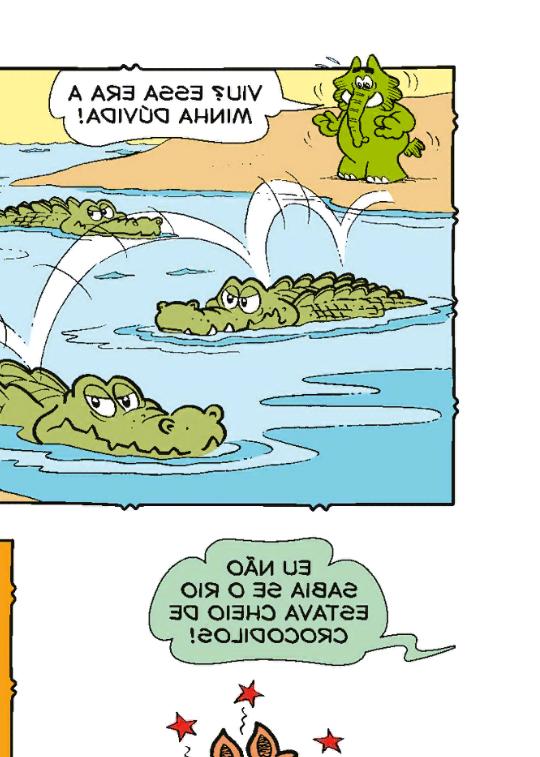 VIU? ESSA ERA A
MINHA DÚVIDA!
EU NÃO
SABIA SE O RIO
ESTAVA CHEIO DE
CROCODILOS!